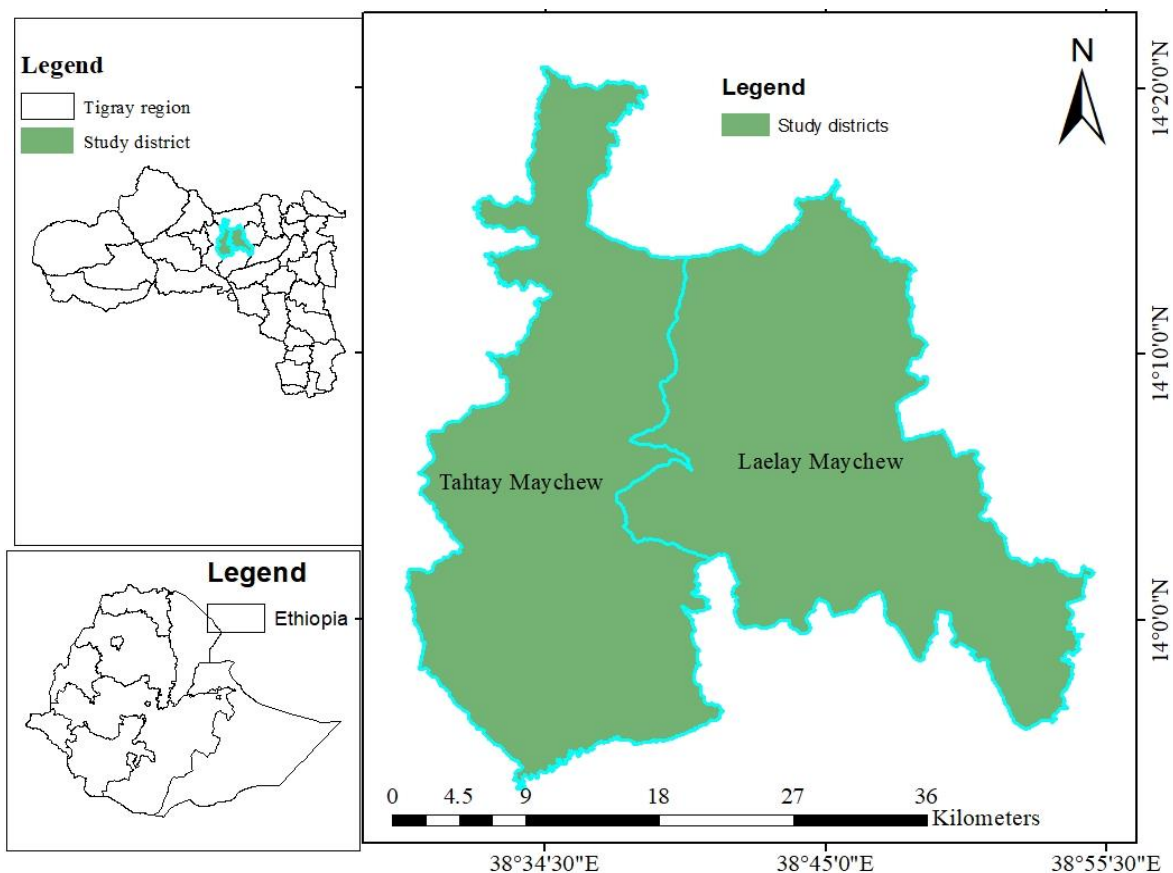 Legend
Tigray region
Study district
Legend
Ethiopia
N
Legend
Study districts
Tahtay Maychew
Laelay Maychew
0 4.5 9 18 27 36
Kilometers
14°20'0"N
14°10'0"N
14°0'0"N
38°34'30"E 38°45'0"E 38°55'30"E